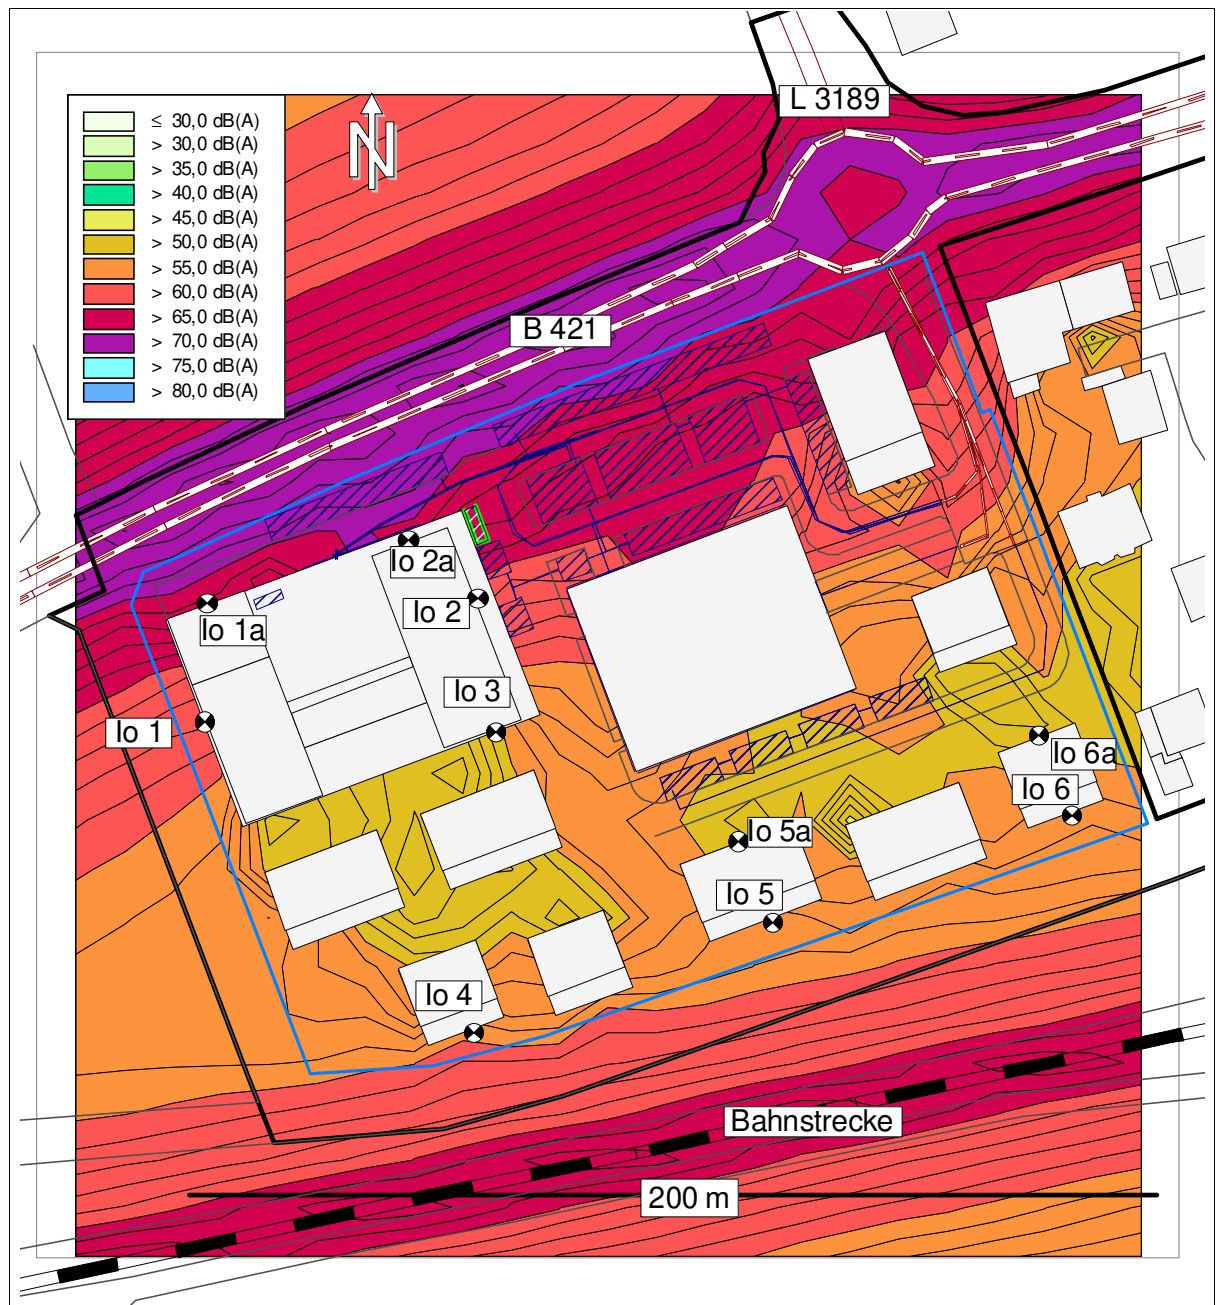 L 3189
≤ 30,0 dB(A)
> 30,0 dB(A)
> 35,0 dB(A)
> 40,0 dB(A)
> 45,0 dB(A)
> 50,0 dB(A)
> 55,0 dB(A)
> 60,0 dB(A)
> 65,0 dB(A)
> 70,0 dB(A)
> 75,0 dB(A)
> 80,0 dB(A)
N
B 421
Io 2a
Io 2
Io 1a
Io 3
Io 1
Io 6a
Io 6
Io 5a
Io 5
Io 4
Bahnstrecke
200 m